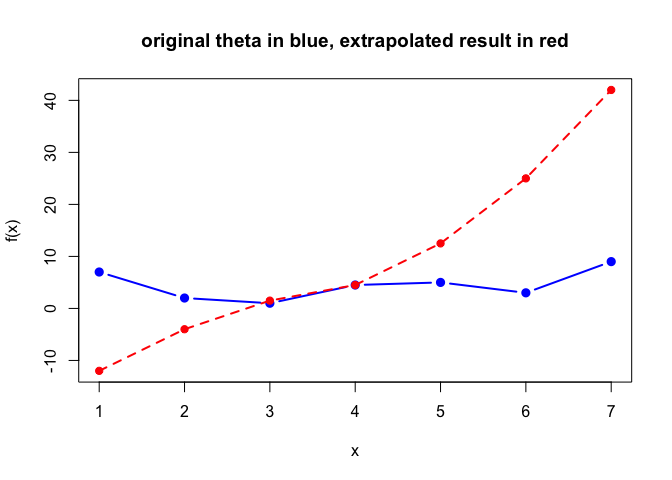 original theta in blue, extrapolated result in red
f(x)
40
30
20
10
0
-10
1 2 3 4 5 6 7
x